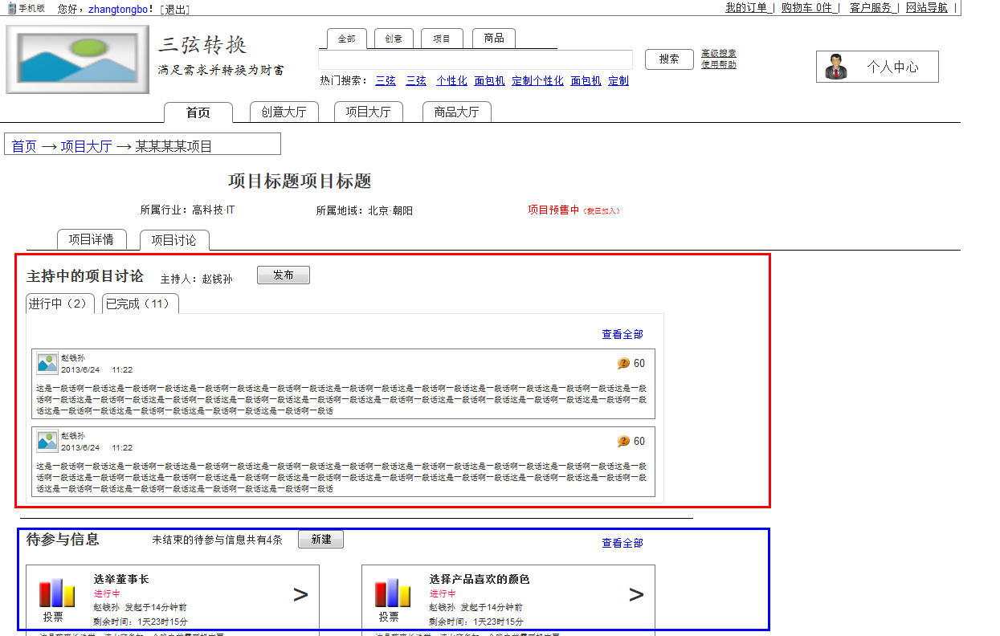 手机版 您好，zhangtongbo！[退出] 我的订单 | 购物车 0件 | 客户服务 | 网站导航 |
全部 创意 项目 商品
三弦转换
满足需求并转换为财富
搜索 高级搜索
使用帮助
个人中心
热门搜索： 三弦 三弦 个性化 面包机 定制个性化 面包机 定制
首页 创意大厅 项目大厅 商品大厅
首页 → 项目大厅 → 某某某某项目
项目标题项目标题
所属行业：高科技·IT 所属地域：北京·朝阳 项目预售中（我已加入）
项目详情 项目讨论
主持中的项目讨论 主持人：赵钱孙 发布
进行中（2） 已完成（11）
查看全部
赵钱孙
2013/6/24 11:22 60
这是一段话啊一段话这是一段话啊一段话这是一段话啊一段话这是一段话啊一段话这是一段话啊一段话这是一段话啊一段话这是一段话啊一段话这是一段话啊一段话这是一段
话啊一段话这是一段话啊一段话这是一段话啊一段话这是一段话啊一段话这是一段话啊一段话这是一段话啊一段话这是一段话啊一段话这是一段话啊一段话这是一段话啊一段
话这是一段话啊一段话这是一段话啊一段话这是一段话啊一段话这是一段话啊一段话
赵钱孙
2013/6/24 11:22 60
这是一段话啊一段话这是一段话啊一段话这是一段话啊一段话这是一段话啊一段话这是一段话啊一段话这是一段话啊一段话这是一段话啊一段话这是一段话啊一段话这是一段
话啊一段话这是一段话啊一段话这是一段话啊一段话这是一段话啊一段话这是一段话啊一段话这是一段话啊一段话这是一段话啊一段话这是一段话啊一段话这是一段话啊一段
话这是一段话啊一段话这是一段话啊一段话这是一段话啊一段话这是一段话啊一段话
待参与信息 未结束的待参与信息共有4条 新建 查看全部
选举董事长
进行中
赵钱孙 发起于14分钟前
剩余时间：1天23时15分
投票
>
选择产品喜欢的颜色
进行中
赵钱孙 发起于14分钟前
剩余时间：1天23时15分
投票
>